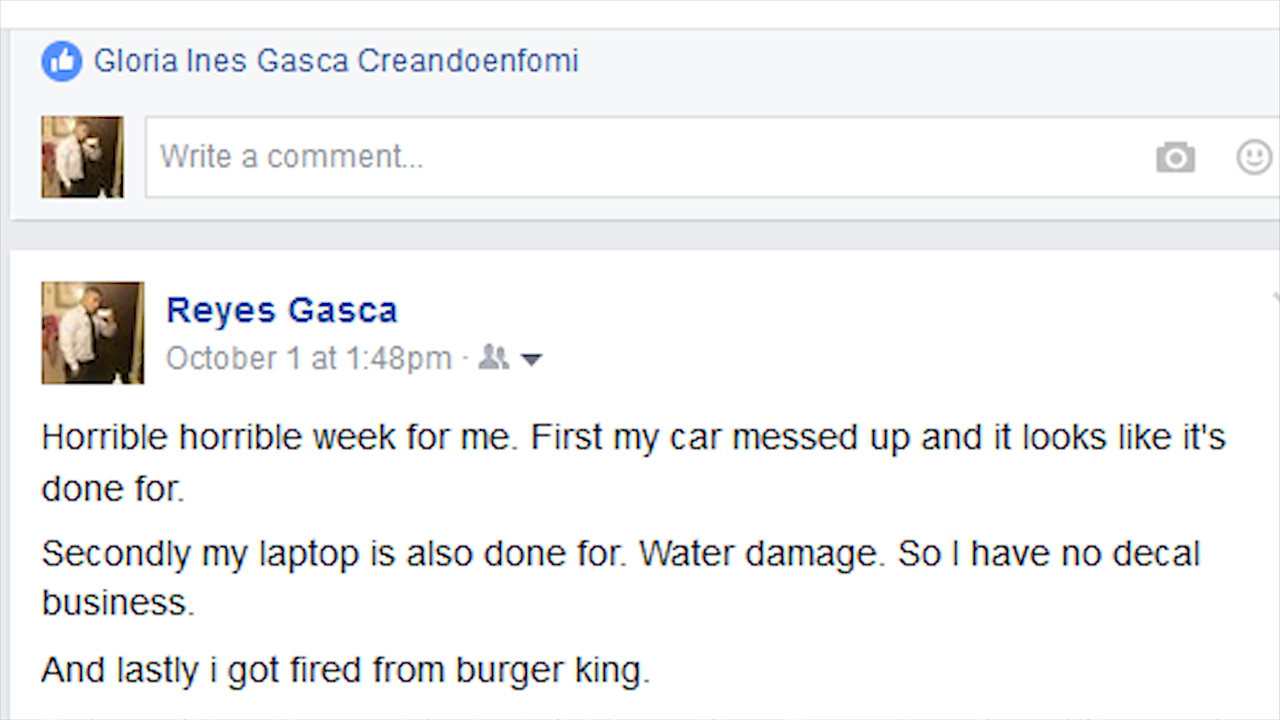 Gloria Ines Gasca Creandoenfomi
Write a comment...
Reyes Gasca
October 1 at 1:48pm ·
Horrible horrible week for me. First my car messed up and it looks like it's
done for.
Secondly my laptop is also done for. Water damage. So I have no decal
business.
And lastly i got fired from burger king.